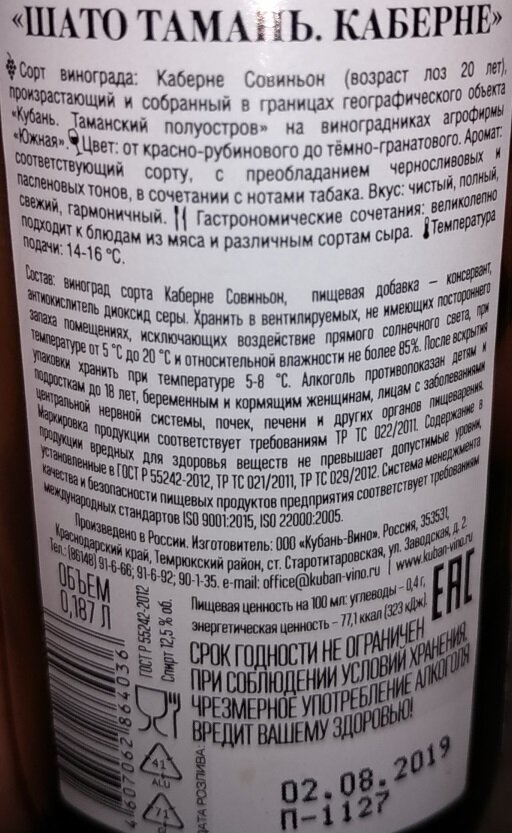 «ШАТО ТАМАНЬ. КАБЕРНЕ»
Сорт винограда: Каберне Совиньон (возраст лоз 20 лет),
произрастающий и собранный в границах географического объекта
«Кубань. Таманский полуостров» на виноградниках агрофирмы
«Южная». Цвет: от красно-рубинового до тёмно-гранатового. Аромат:
соответствующий сорту, с преобладанием черносливовых и
пасленовых тонов, в сочетании с нотами табака. Вкус: чистый, полный,
свежий, гармоничный. Гастрономические сочетания: великолепно
подходит к блюдам из мяса и различным сортам сыра. Температура
подачи: 14-16 °C.
Состав: виноград сорта Каберне Совиньон, пищевая добавка – консервант,
антиокислитель диоксид серы. Хранить в вентилируемых, не имеющих постороннего
запаха помещениях, исключающих воздействие прямого солнечного света, при
температуре от 5 °C до 20 °C и относительной влажности не более 85%. После вскрытия
упаковки хранить при температуре 5-8 °C. Алкоголь противопоказан детям и
подросткам до 18 лет, беременным и кормящим женщинам, лицам с заболеваниями
центральной нервной системы, почек, печени и других органов пищеварения.
Маркировка продукции соответствует требованиям ТР ТС 022/2011. Содержание в
продукции вредных для здоровья веществ не превышает допустимые уровни,
установленные в ГОСТ Р 55242-2012, ТР ТС 021/2011, ТР ТС 029/2012. Система менеджмента
качества и безопасности пищевых продуктов предприятия соответствует требованиям
международных стандартов ISO 9001:2015, ISO 22000:2005.
Произведено в России. Изготовитель: ООО «Кубань-Вино». Россия, 353531,
Краснодарский край, Темрюкский район, ст. Старотитаровская, ул. Заводская, д. 2
Тел.: (86148) 91-6-66; 91-6-92; 90-1-35. e-mail: office@kuban-vino.ru | www.kuban-vino.ru
ОБЪЕМ
0,187 Л
ГОСТ Р 55242-2012
Спирт 12,5 % об.
Пищевая ценность на 100 мл: углеводы – 0,4 г,
энергетическая ценность – 77,1 ккал (323 кДж).
EAC
СРОК ГОДНОСТИ НЕ ОГРАНИЧЕН
ПРИ СОБЛЮДЕНИИ УСЛОВИЙ ХРАНЕНИЯ.
ЧРЕЗМЕРНОЕ УПОТРЕБЛЕНИЕ АЛКОГОЛЯ
ВРЕДИТ ВАШЕМУ ЗДОРОВЬЮ!
4607062864036
41
ALU
71
ДАТА РОЗЛИВА:
02.08.2019
П-1127